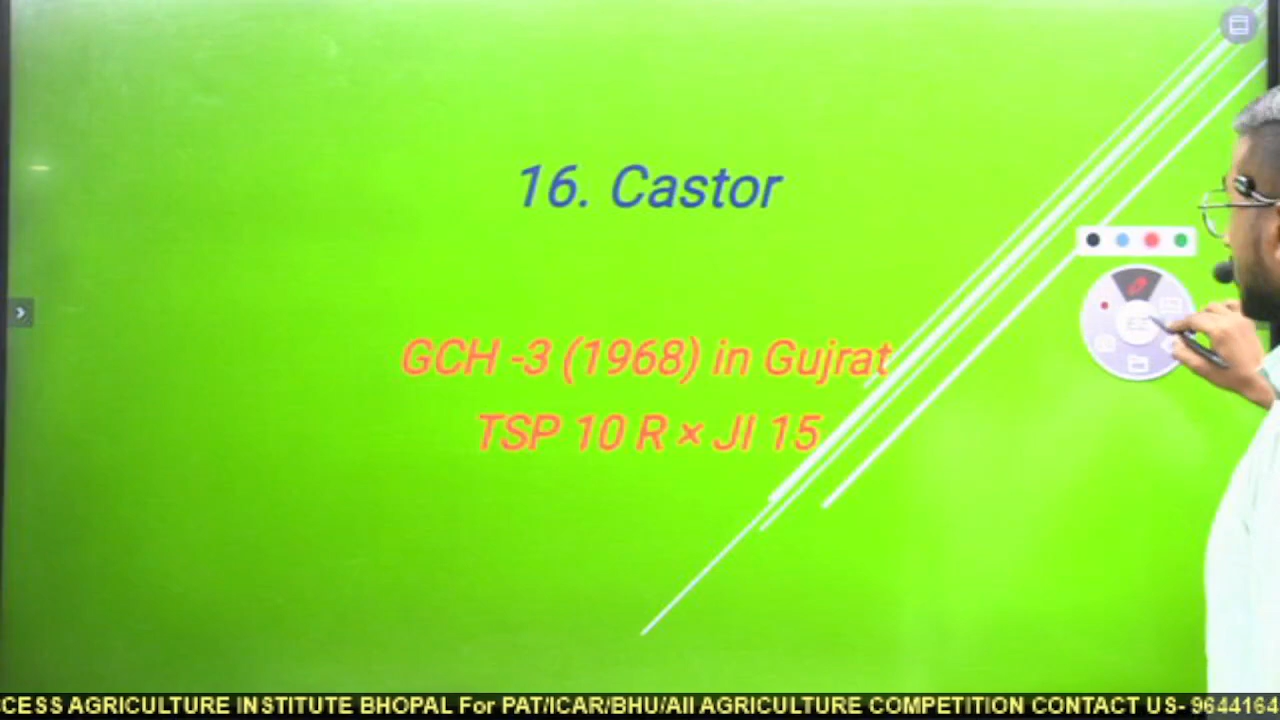 16. Castor
GCH -3 (1968) in Gujrat
TSP 10 R × JI 15
CESS AGRICULTURE INSTITUTE BHOPAL For PAT/ICAR/BHU/All AGRICULTURE COMPETITION CONTACT US- 9644164